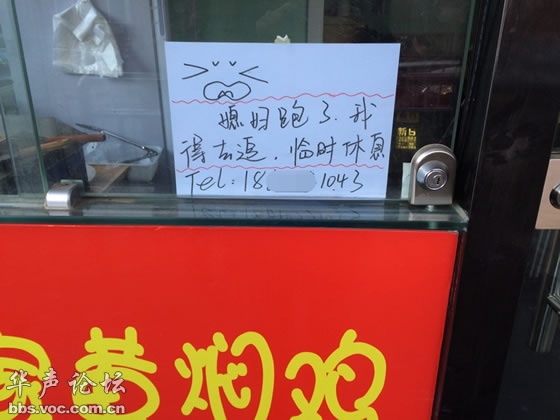 媳妇跑了.我
得去追.临时休息
Tel:18 1043
黄焖鸡
华声论坛
bbs.voc.com.cn